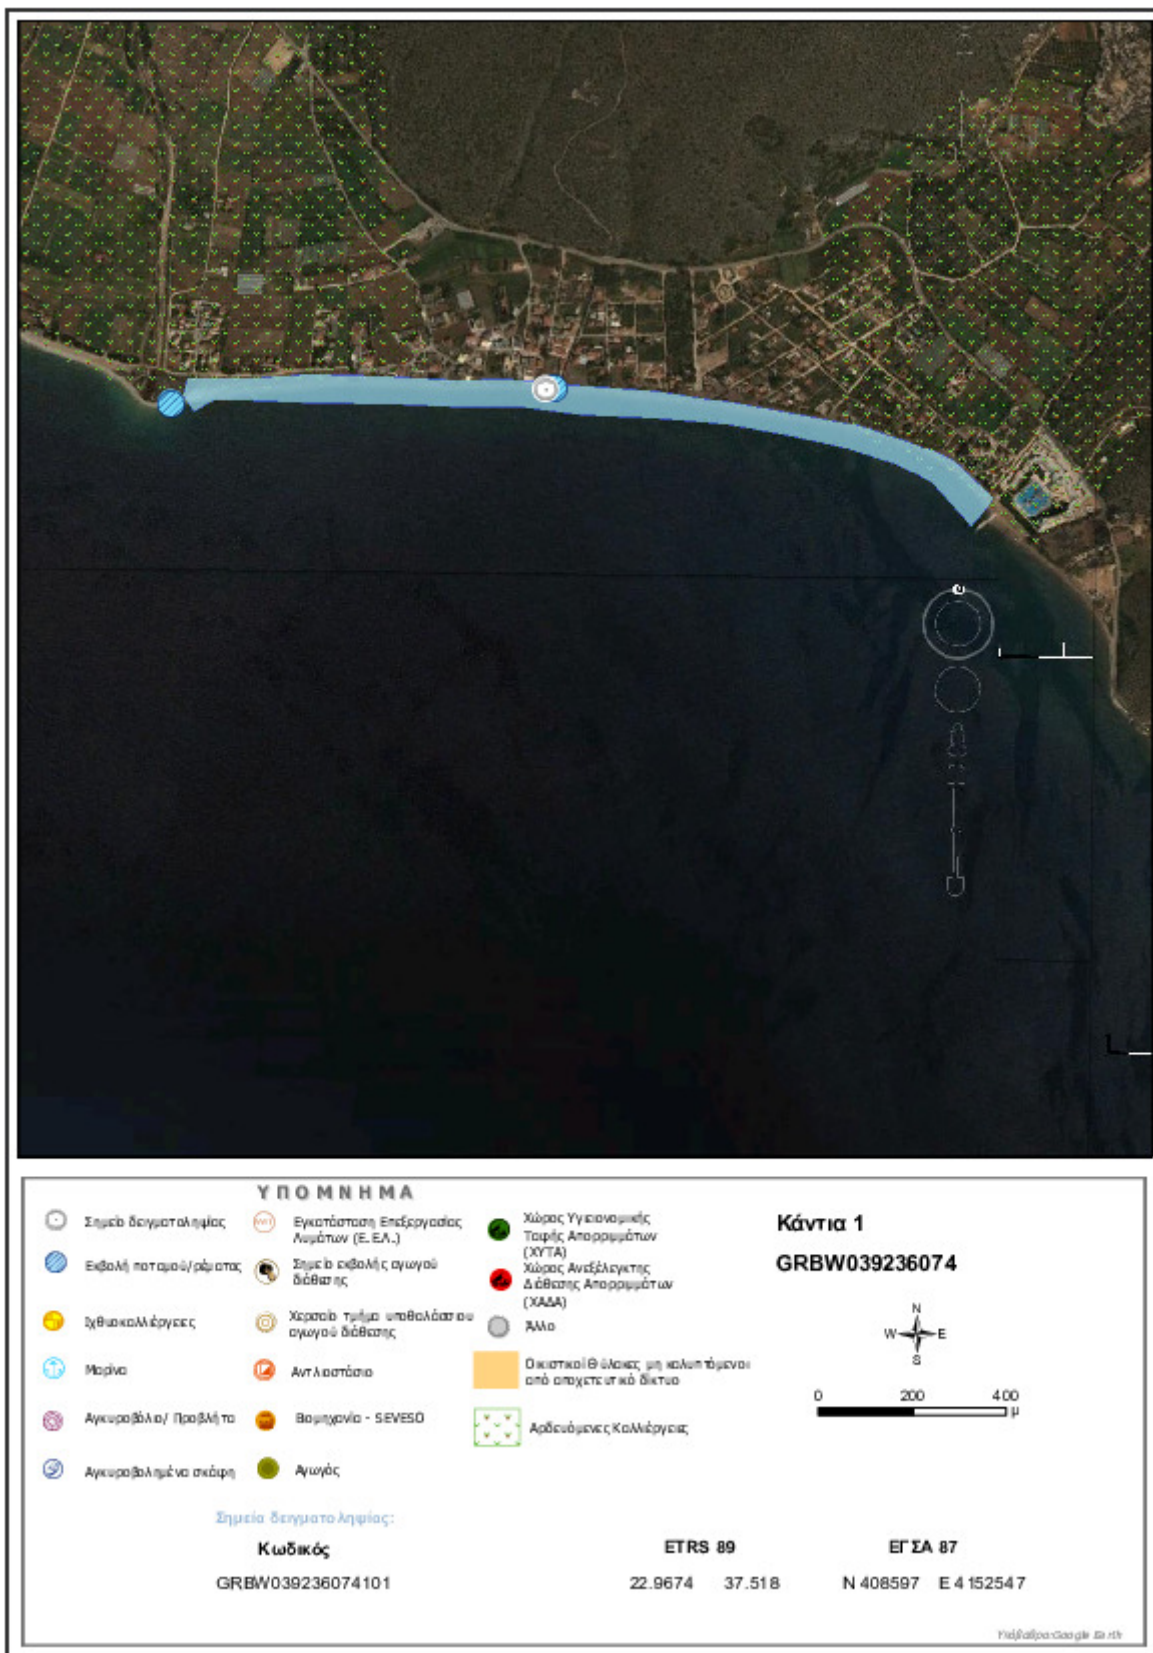 ΥΠΟΜΝΗΜΑ
Σημείο δειγματοληψίας
Εκβολή ποταμού/ρέματος
Ιχθυοκαλλιέργειες
Μαρίνα
Αγκυροβόλιο/ Προβλήτα
Αγκυροβολημένα σκάφη
Εγκατάσταση Επεξεργασίας
Λυμάτων (Ε.Ε.Λ.)
Σημείο εκβολής αγωγού
διάθεσης
Χερσαίο τμήμα υποθαλάσσιου
αγωγού διάθεσης
Αντλιοστάσιο
Βιομηχανία - SEVESO
Αγωγός
Χώρος Υγειονομικής
Ταφής Απορριμμάτων
(ΧΥΤΑ)
Χώρος Ανεξέλεγκτης
Διάθεσης Απορριμμάτων
(ΧΑΔΑ)
Άλλο
Οικιστικοί Θύλακες μη καλυπτόμενοι
από αποχετευτικό δίκτυο
Αρδευόμενες Καλλιέργειες
Κάντια 1
GRBW039236074
N
W E
S
0 200 400
μ
Σημεία δειγματοληψίας:
Κωδικός ETRS 89 ΕΓΣΑ 87
GRBW039236074101 22.9674 37.518 N 408597 E 4152547
Υπόβαθρο:Google Earth